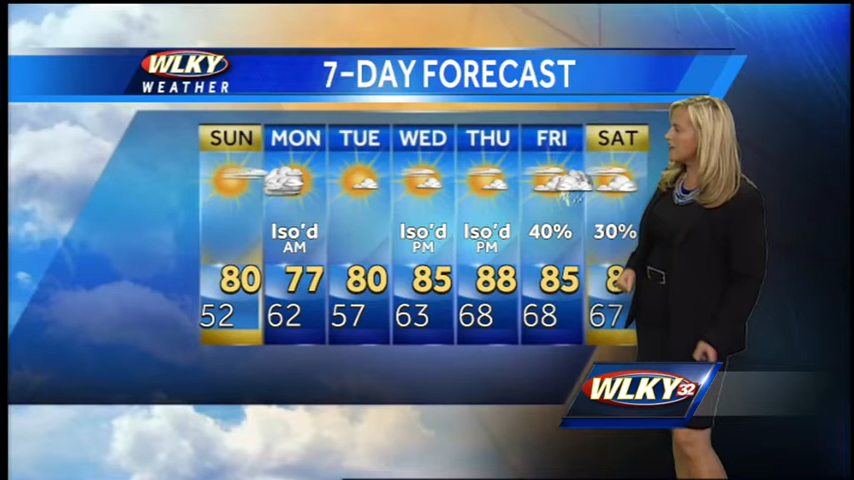 WLKY
WEATHER
7-DAY FORECAST
SUN MON TUE WED THU FRI SAT
Iso'd Iso'd Iso'd 40% 30%
AM PM PM
80 77 80 85 88 85 8
52 62 57 63 68 68 67
WLKY 32